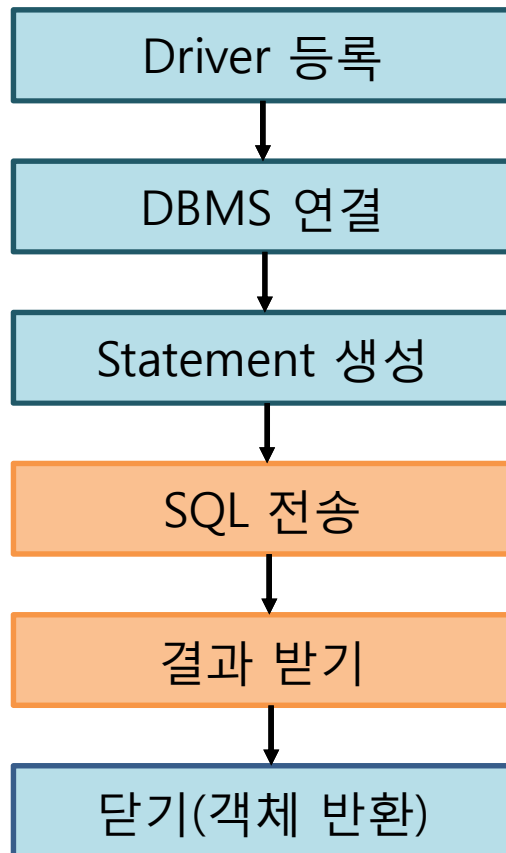 Driver 등록
DBMS 연결
Statement 생성
SQL 전송
결과 받기
닫기(객체 반환)